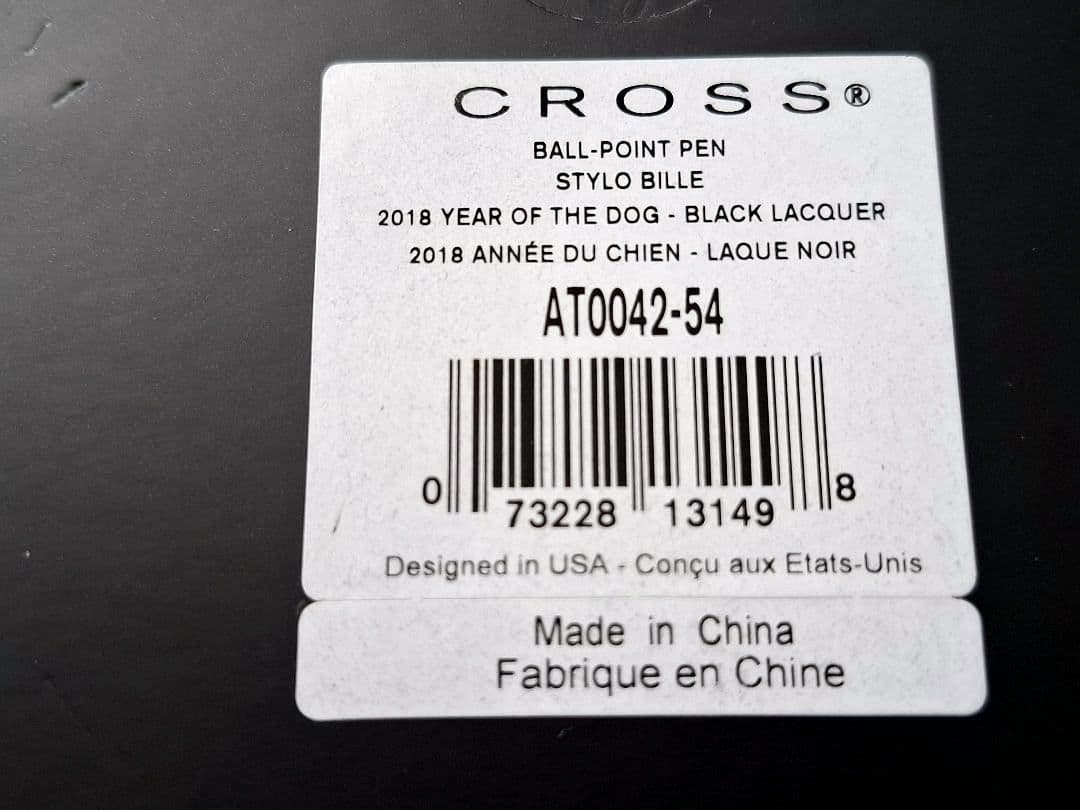 CROSS®
BALL-POINT PEN
STYLO BILLE
2018 YEAR OF THE DOG - BLACK LACQUER
2018 ANNÉE DU CHIEN - LAQUE NOIR
AT0042-54
0 73228 13149 8
Designed in USA - Conçu aux Etats-Unis
Made in China
Fabrique en Chine